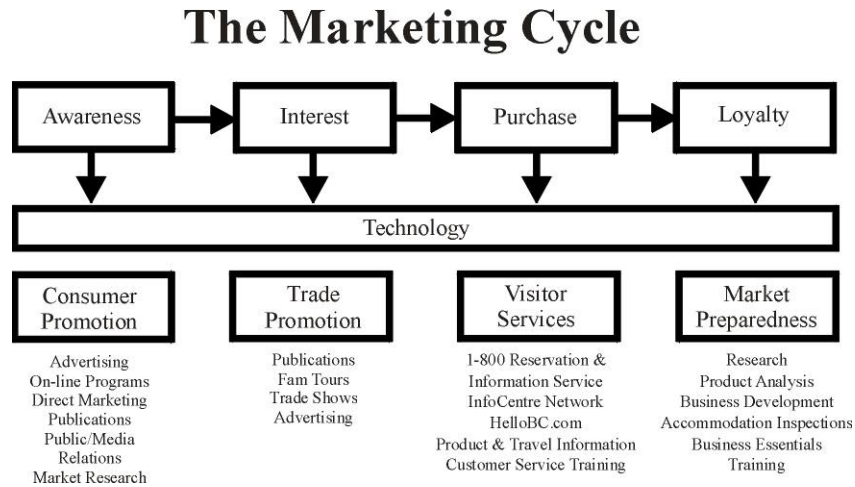 The Marketing Cycle
Awareness
Interest
Purchase
Loyalty
Technology
Consumer
Promotion
Advertising
On-line Programs
Direct Marketing
Publications
Public/Media
Relations
Market Research
Trade
Promotion
Publications
Fam Tours
Trade Shows
Advertising
Visitor
Services
1-800 Reservation &
Information Service
InfoCentre Network
HelloBC.com
Product & Travel Information
Customer Service Training
Market
Preparedness
Research
Product Analysis
Business Development
Accommodation Inspections
Business Essentials
Training